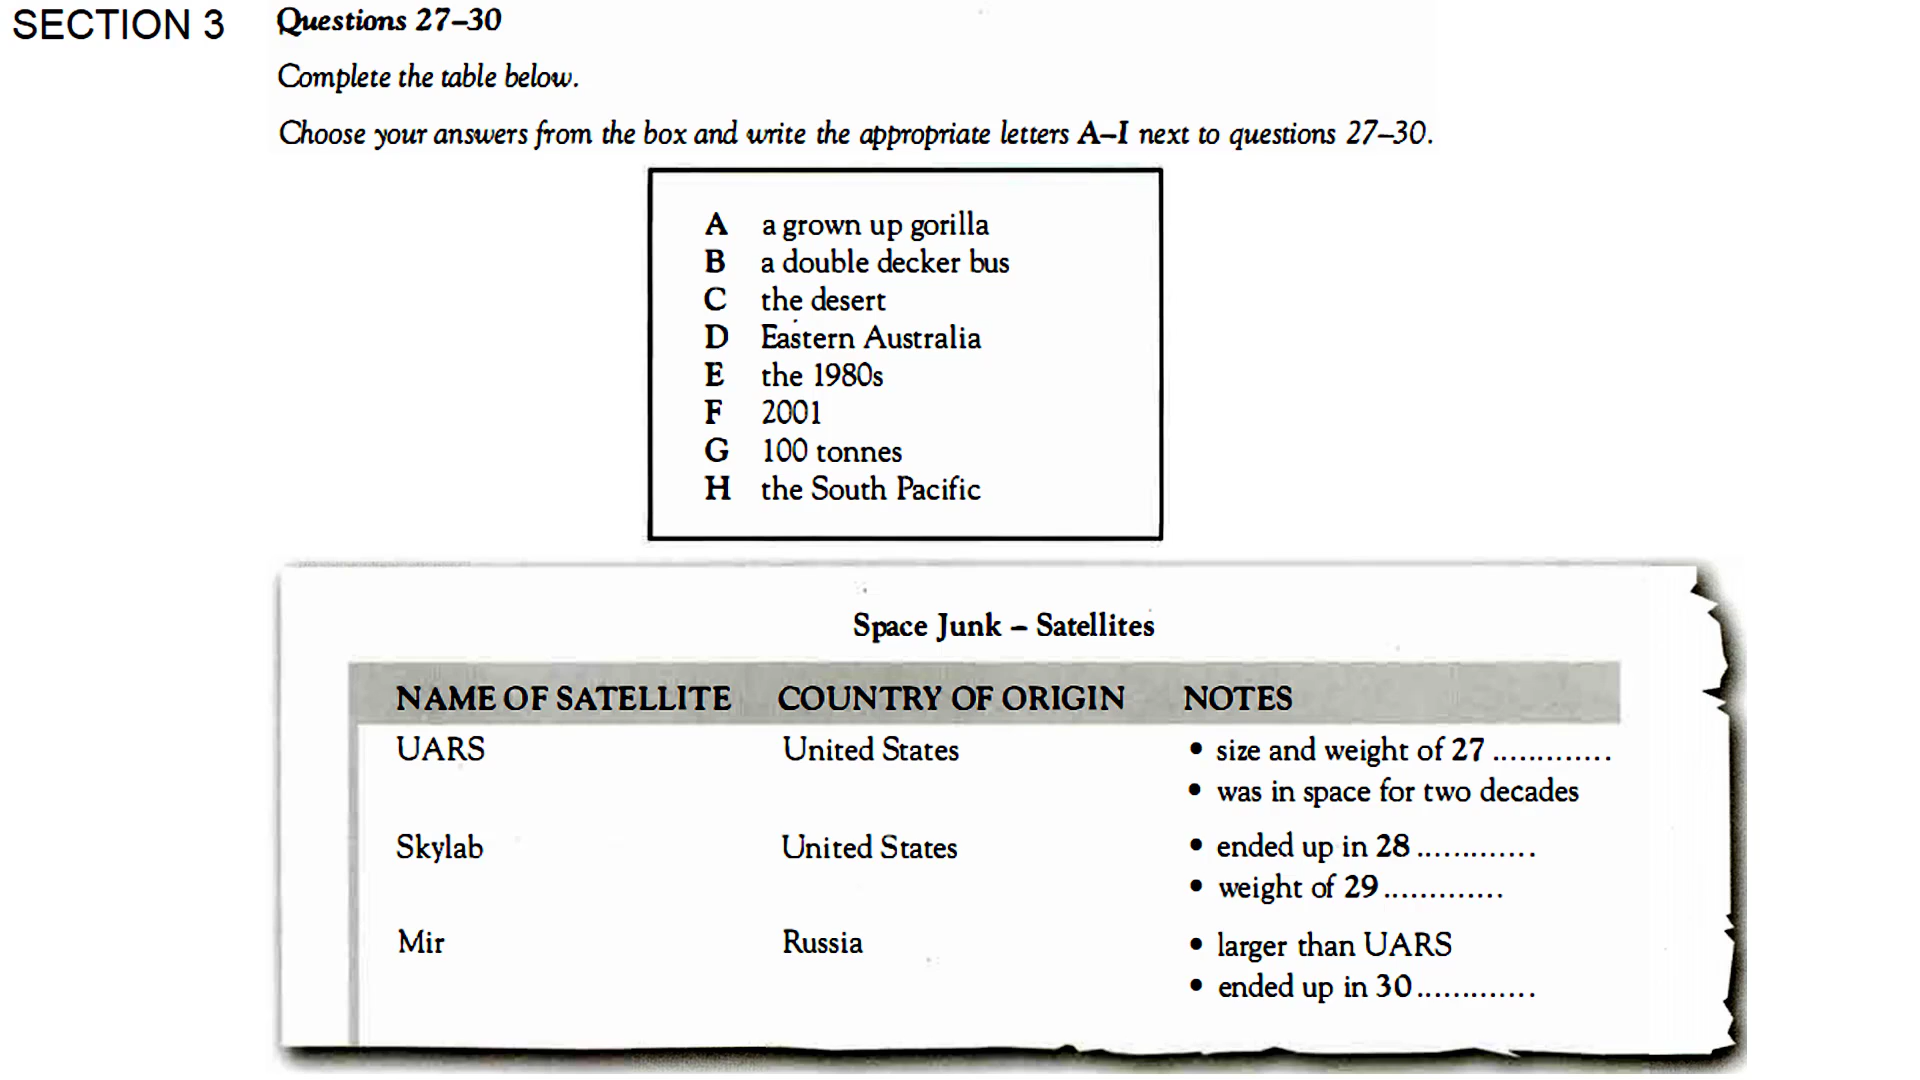 SECTION 3
Questions 27–30
Complete the table below.
Choose your answers from the box and write the appropriate letters A–I next to questions 27–30.
A a grown up gorilla
B a double decker bus
C the desert
D Eastern Australia
E the 1980s
F 2001
G 100 tonnes
H the South Pacific
Space Junk – Satellites
NAME OF SATELLITE COUNTRY OF ORIGIN NOTES
UARS United States • size and weight of 27 .............
• was in space for two decades
Skylab United States • ended up in 28 .............
• weight of 29 .............
Mir Russia • larger than UARS
• ended up in 30 .............